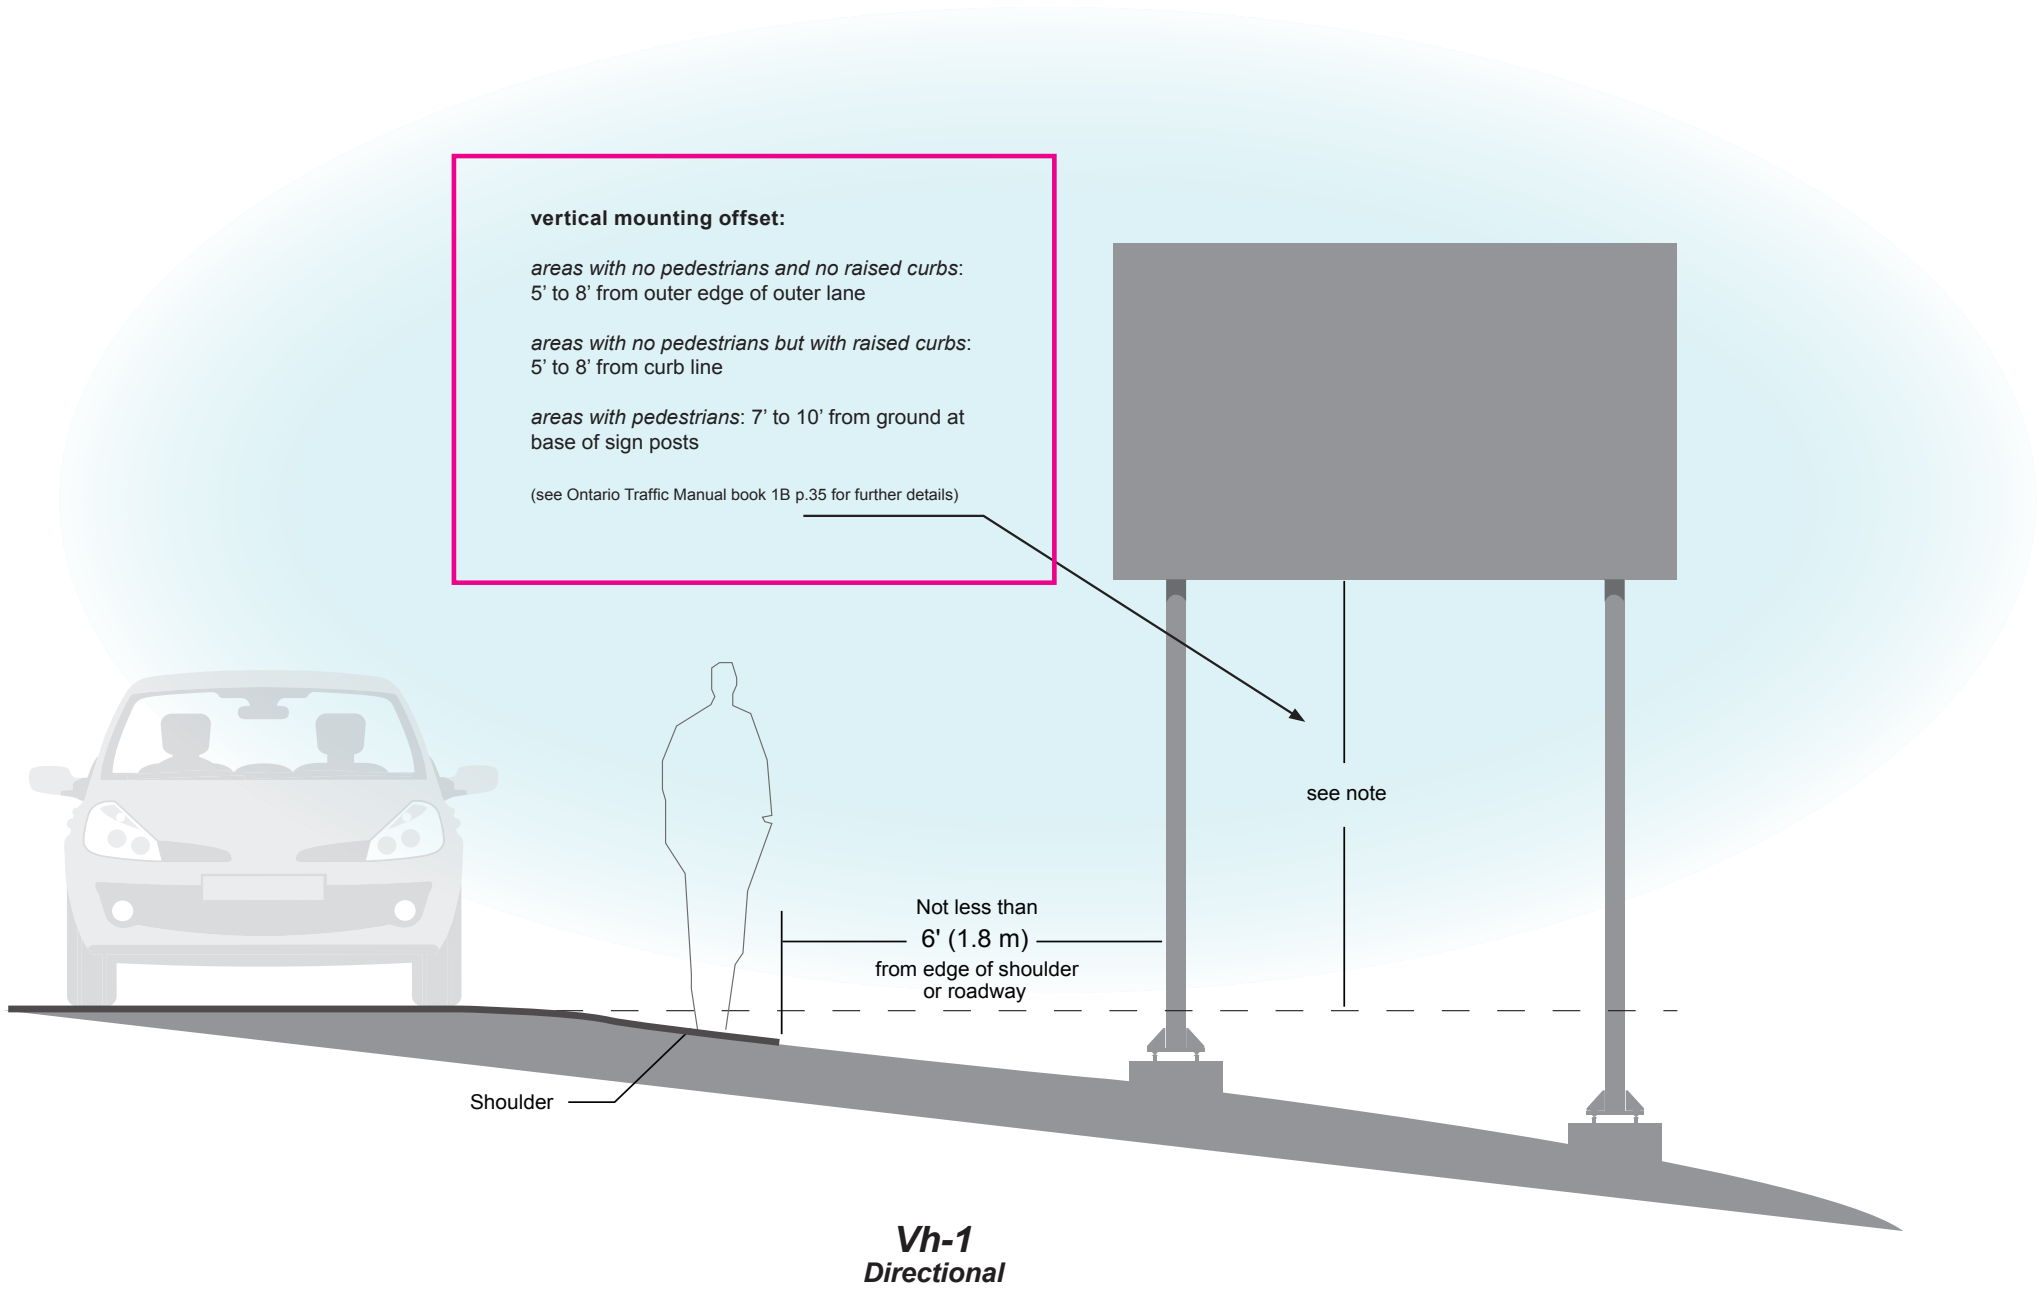 vertical mounting offset:
areas with no pedestrians and no raised curbs:
5’ to 8’ from outer edge of outer lane
areas with no pedestrians but with raised curbs:
5’ to 8’ from curb line
areas with pedestrians: 7’ to 10’ from ground at
base of sign posts
(see Ontario Traffic Manual book 1B p.35 for further details)
see note
Not less than
6' (1.8 m)
from edge of shoulder
or roadway
Shoulder
Vh-1
Directional